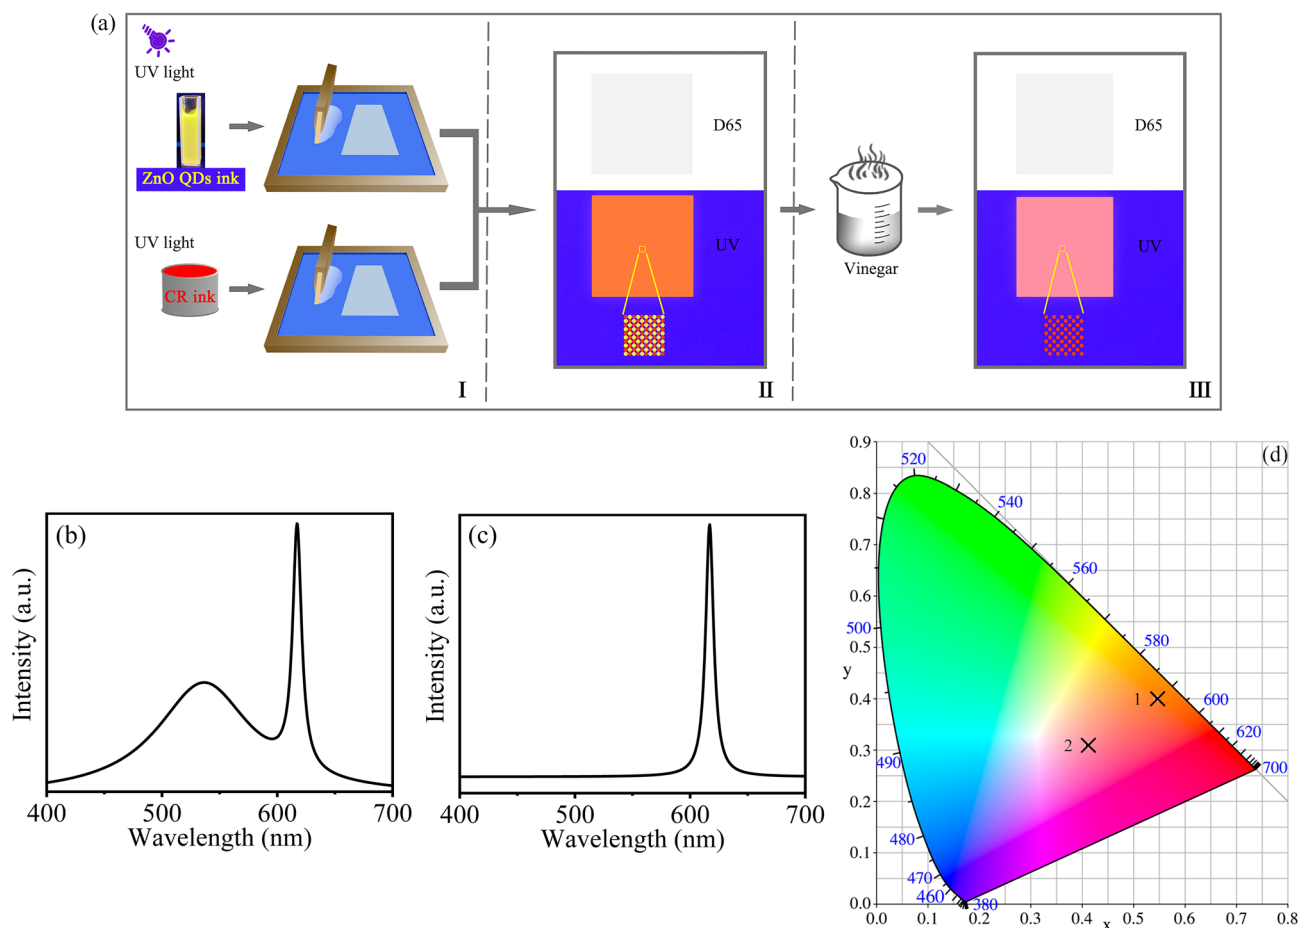 (a)
UV light
ZnO QDs ink
UV light
CR ink
I
D65
UV
II
Vinegar
D65
UV
III
(b)
Intensity (a.u.)
400
500
600
700
Wavelength (nm)
(c)
Intensity (a.u.)
400
500
600
700
Wavelength (nm)
(d)
0.9
0.8
0.7
0.6
0.5
y
0.4
0.3
0.2
0.1
0.0
0.0
0.1
0.2
0.3
0.4
0.5
0.6
0.7
0.8
x
520
540
560
580
600
620
700
500
490
480
470
460
380
1
2